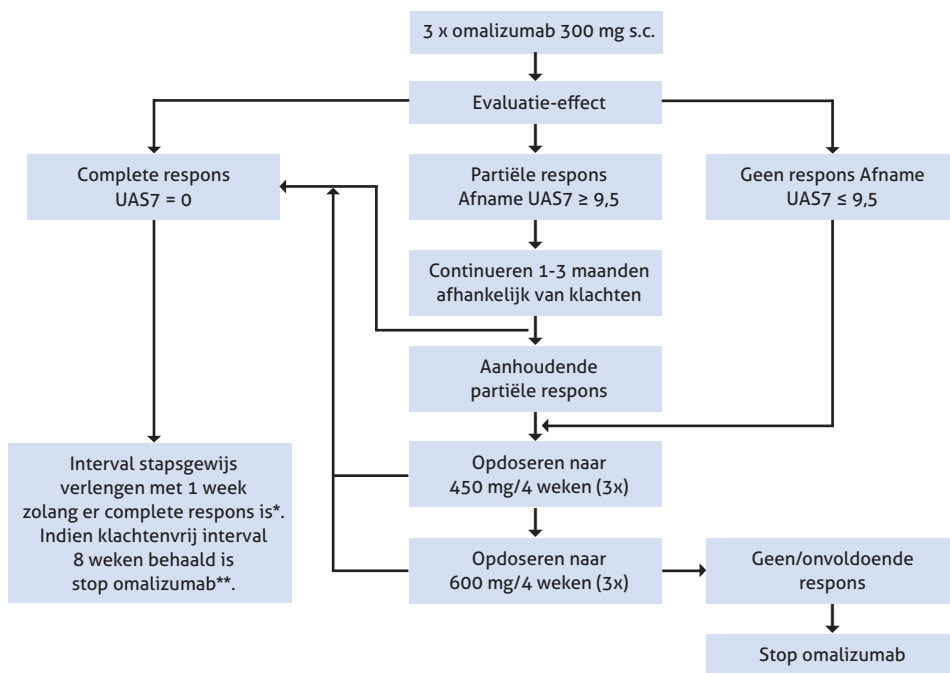 3 x omalizumab 300 mg s.c.
Evaluatie-effect
Complete respons
UAS7 = 0
Partiële respons
Afname UAS7 ≥ 9,5
Geen respons Afname
UAS7 ≤ 9,5
Continueren 1-3 maanden
afhankelijk van klachten
Aanhoudende
partiële respons
Interval stapsgewijs
verlengen met 1 week
zolang er complete respons is*.
Indien klachtenvrij interval
8 weken behaald is
stop omalizumab**.
Opdoseren naar
450 mg/4 weken (3x)
Opdoseren naar
600 mg/4 weken (3x)
Geen/onvoldoende
respons
Stop omalizumab